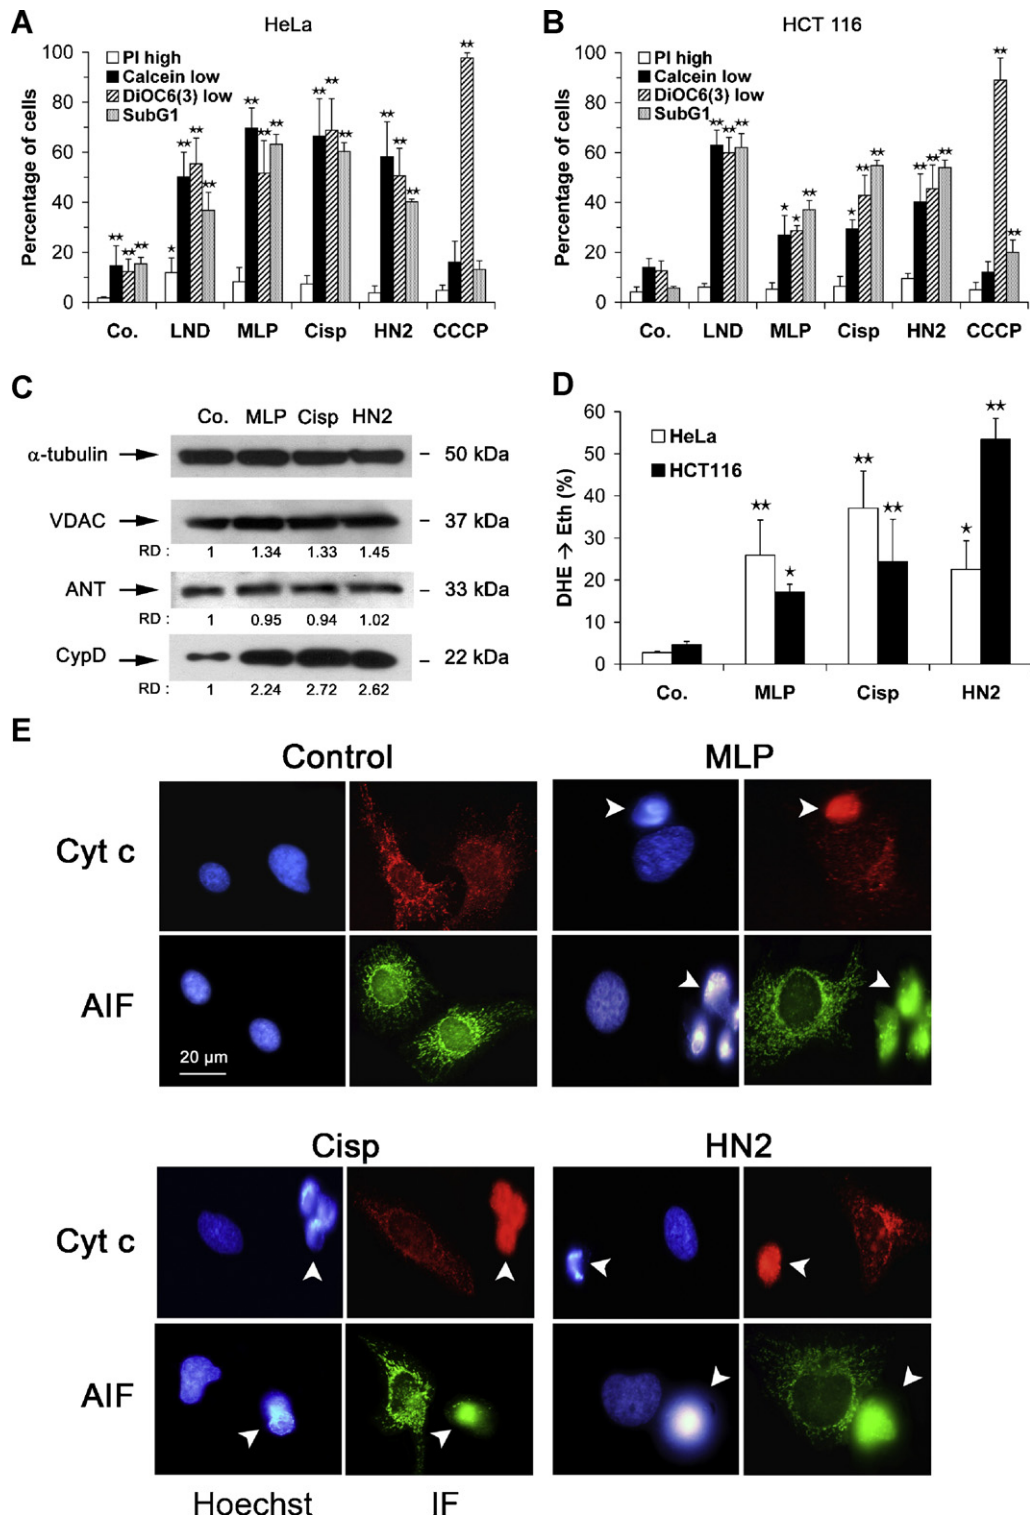 A
HeLa
PI high
Calcein low
DiOC6(3) low
SubG1
Percentage of cells
100
80
60
40
20
0
Co. LND MLP Cisp HN2 CCCP
B
HCT 116
PI high
Calcein low
DiOC6(3) low
SubG1
Percentage of cells
100
80
60
40
20
0
Co. LND MLP Cisp HN2 CCCP
C
Co. MLP Cisp HN2
α-tubulin 50 kDa
VDAC 37 kDa
RD : 1 1.34 1.33 1.45
ANT 33 kDa
RD : 1 0.95 0.94 1.02
CypD 22 kDa
RD : 1 2.24 2.72 2.62
D
HeLa
HCT116
DHE → Eth (%)
60
50
40
30
20
10
0
Co. MLP Cisp HN2
E
Control MLP
Cyt c
AIF
20 µm
Cisp HN2
Cyt c
AIF
Hoechst IF